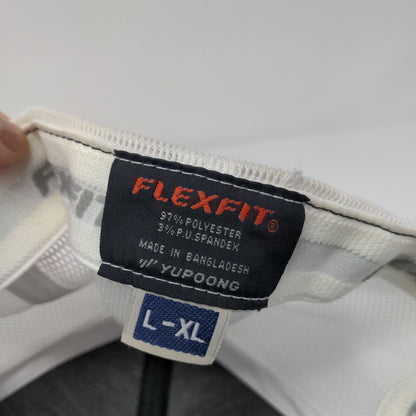 FLEXFIT®
97% POLYESTER
3% P.U.SPANDEX
MADE IN BANGLADESH
YUPOONG
L-XL